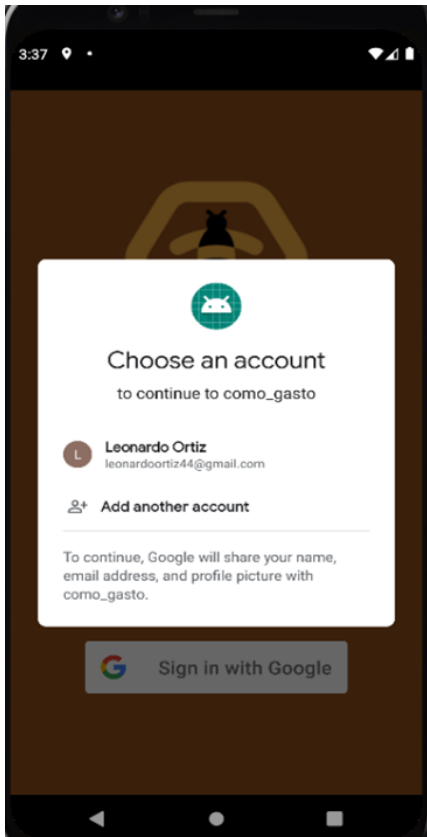 3:37
Choose an account
to continue to como_gasto
L
Leonardo Ortiz
leonardoortiz44@gmail.com
Add another account
To continue, Google will share your name,
email address, and profile picture with
como_gasto.
G
Sign in with Google